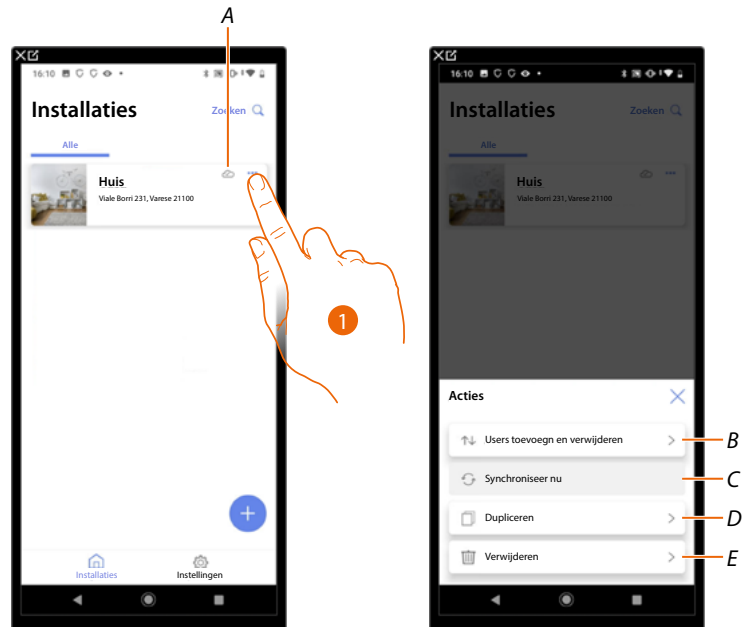 A
16:10
Installaties
Zoeken
Alle
Huis
Viale Borri 231, Varese 21100
1
+
Installaties
Instellingen
16:10
Installaties
Zoeken
Alle
Huis
Viale Borri 231, Varese 21100
Acties
Users toevoegn en verwijderen
B
Synchroniseer nu
C
Dupliceren
D
Verwijderen
E